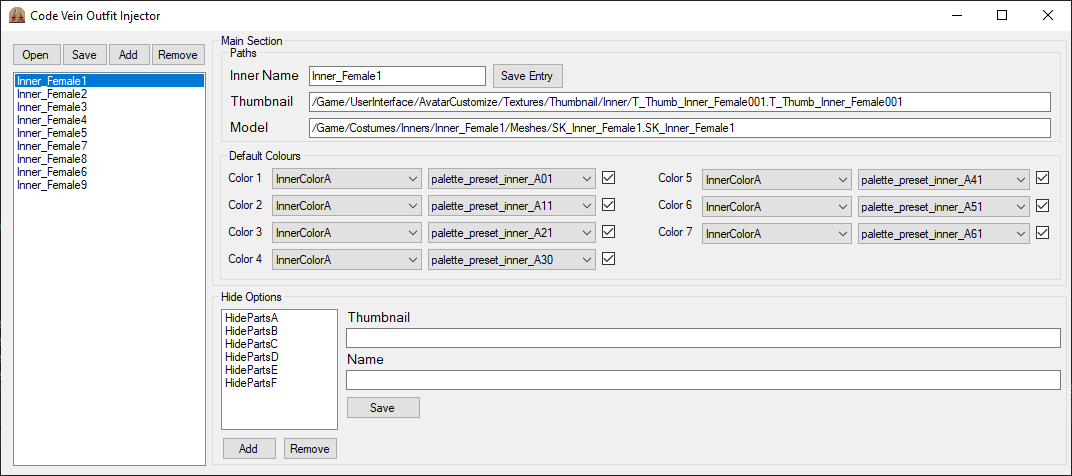 Code Vein Outfit Injector
Open Save Add Remove
Inner_Female1
Inner_Female2
Inner_Female3
Inner_Female4
Inner_Female5
Inner_Female7
Inner_Female8
Inner_Female6
Inner_Female9
Main Section
Paths
Inner Name Inner_Female1 Save Entry
Thumbnail /Game/UserInterface/AvatarCustomize/Textures/Thumbnail/Inner/T_Thumb_Inner_Female001.T_Thumb_Inner_Female001
Model /Game/Costumes/Inners/Inner_Female1/Meshes/SK_Inner_Female1.SK_Inner_Female1
Default Colours
Color 1 InnerColorA palette_preset_inner_A01
Color 2 InnerColorA palette_preset_inner_A11
Color 3 InnerColorA palette_preset_inner_A21
Color 4 InnerColorA palette_preset_inner_A30
Color 5 InnerColorA palette_preset_inner_A41
Color 6 InnerColorA palette_preset_inner_A51
Color 7 InnerColorA palette_preset_inner_A61
Hide Options
HidePartsA
HidePartsB
HidePartsC
HidePartsD
HidePartsE
HidePartsF
Add Remove
Thumbnail
Name
Save